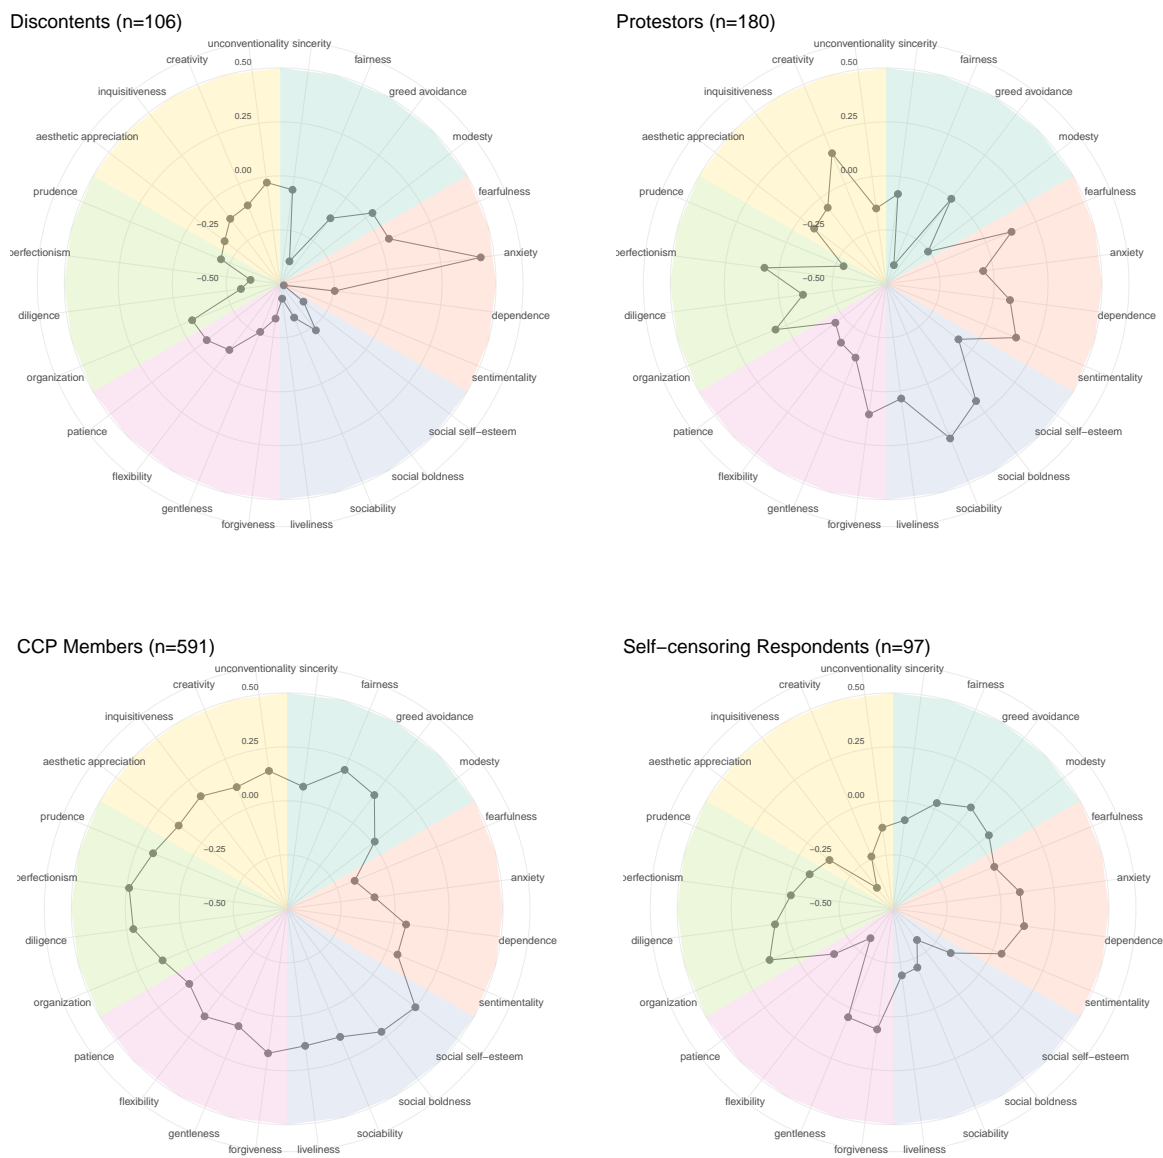 Discontents (n=106)
unconventionality sincerity
creativity
0.50
fairness
inquisitiveness
greed avoidance
aesthetic appreciation
0.25
modesty
prudence
0.00
fearfulness
−0.25
perfectionism
anxiety
−0.50
diligence
dependence
organization
sentimentality
patience
social self−esteem
flexibility
social boldness
gentleness
sociability
forgiveness
liveliness
Protestors (n=180)
unconventionality sincerity
creativity
0.50
fairness
inquisitiveness
greed avoidance
aesthetic appreciation
0.25
modesty
prudence
0.00
fearfulness
−0.25
perfectionism
anxiety
−0.50
diligence
dependence
organization
sentimentality
patience
social self−esteem
flexibility
social boldness
gentleness
sociability
forgiveness
liveliness
CCP Members (n=591)
unconventionality sincerity
creativity
0.50
fairness
inquisitiveness
greed avoidance
aesthetic appreciation
0.25
modesty
prudence
0.00
fearfulness
−0.25
perfectionism
anxiety
−0.50
diligence
dependence
organization
sentimentality
patience
social self−esteem
flexibility
social boldness
gentleness
sociability
forgiveness
liveliness
Self−censoring Respondents (n=97)
unconventionality sincerity
creativity
0.50
fairness
inquisitiveness
greed avoidance
aesthetic appreciation
0.25
modesty
prudence
0.00
fearfulness
−0.25
perfectionism
anxiety
−0.50
diligence
dependence
organization
sentimentality
patience
social self−esteem
flexibility
social boldness
gentleness
sociability
forgiveness
liveliness